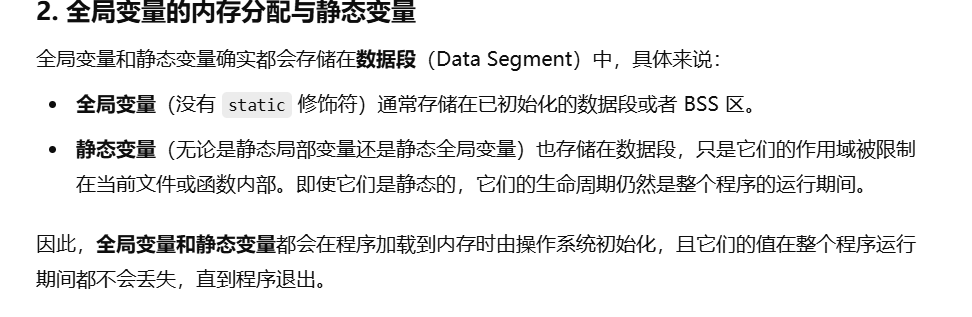 2. 全局变量的内存分配与静态变量
全局变量和静态变量确实都会存储在数据段（Data Segment）中，具体来说：
• 全局变量（没有 static 修饰符）通常存储在已初始化的数据段或者 BSS 区。
• 静态变量（无论是静态局部变量还是静态全局变量）也存储在数据段，只是它们的作用域被限制
在当前文件或函数内部。即使它们是静态的，它们的生命周期仍然是整个程序的运行期间。
因此，全局变量和静态变量都会在程序加载到内存时由操作系统初始化，且它们的值在整个程序运行
期间都不会丢失，直到程序退出。